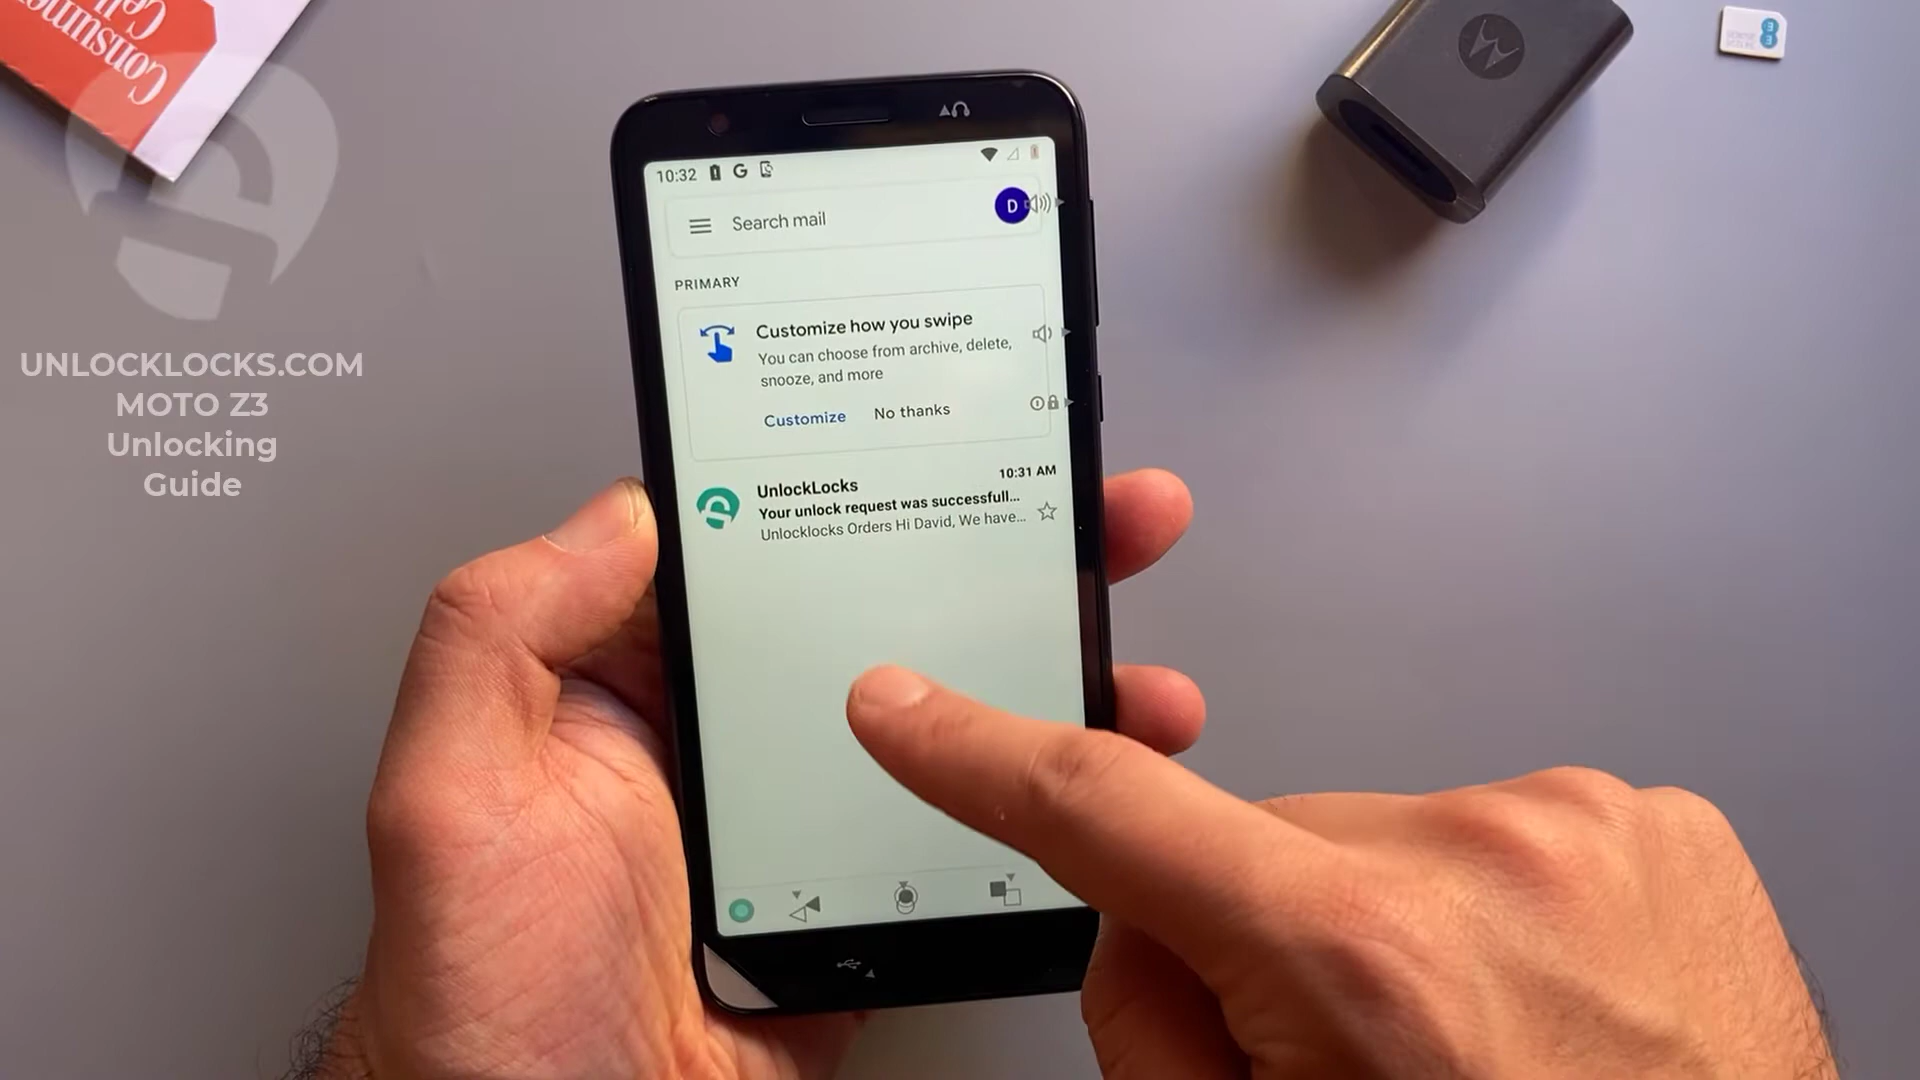 Consumer
Cell
UNLOCKLOCKS.COM
MOTO Z3
Unlocking
Guide
10:32
Search mail
D
PRIMARY
Customize how you swipe
You can choose from archive, delete,
snooze, and more
Customize
No thanks
UnlockLocks
10:31 AM
Your unlock request was successfull...
Unlocklocks Orders Hi David, We have...